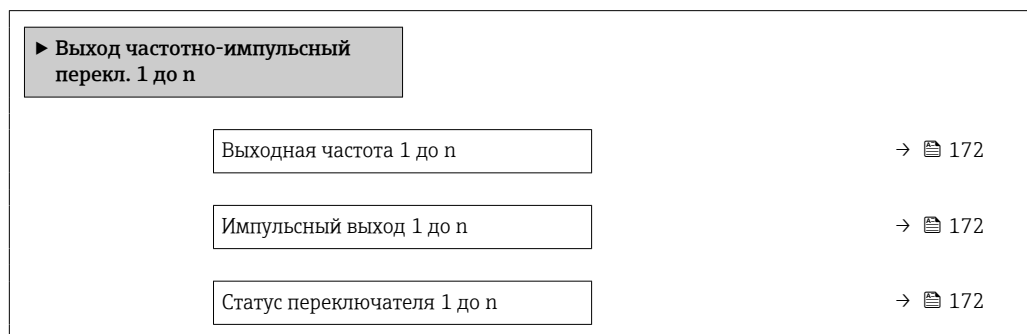 ▶ Выход частотно-импульсный
перекл. 1 до n
Выходная частота 1 до n → 172
Импульсный выход 1 до n → 172
Статус переключателя 1 до n → 172